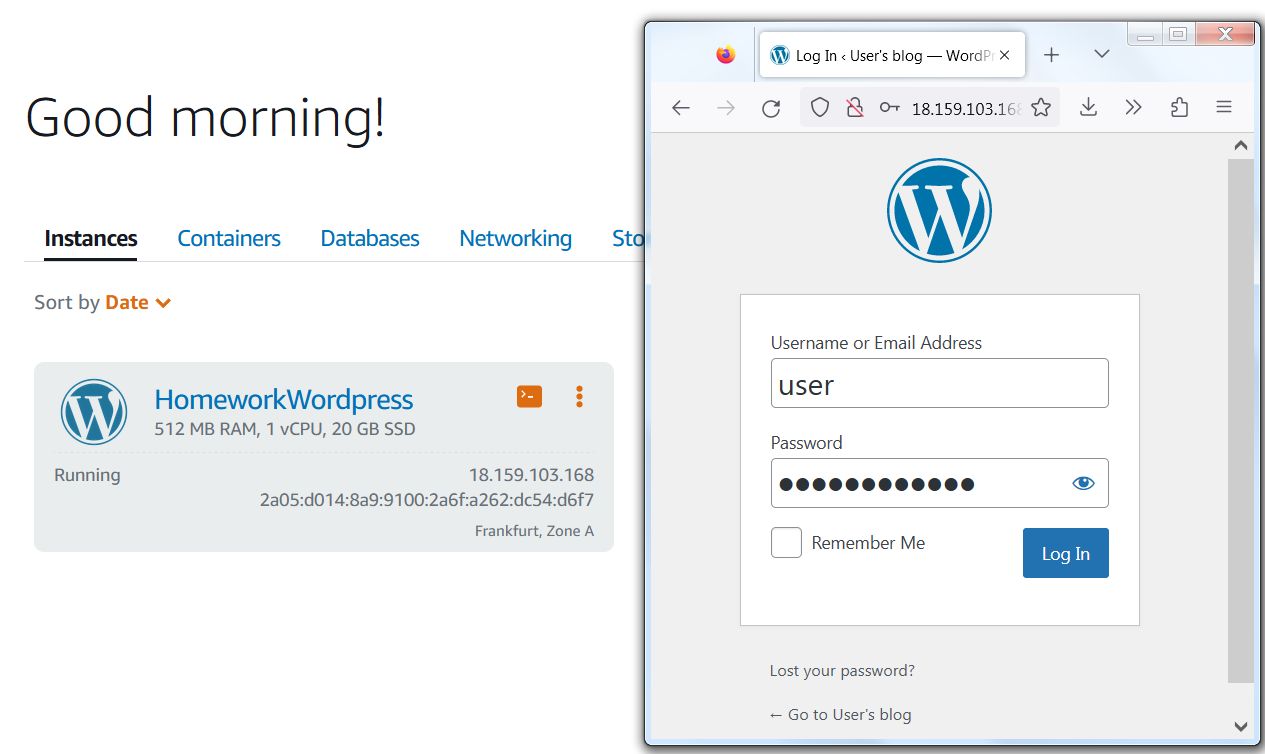 Good morning!
Instances Containers Databases Networking Sto
Sort by Date
HomeworkWordpress
512 MB RAM, 1 vCPU, 20 GB SSD
Running 18.159.103.168
2a05:d014:8a9:9100:2a6f:a262:dc54:d6f7
Frankfurt, Zone A
Log In ‹ User's blog — WordPr
18.159.103.168
Username or Email Address
user
Password
●●●●●●●●●●●●
Remember Me
Log In
Lost your password?
← Go to User's blog